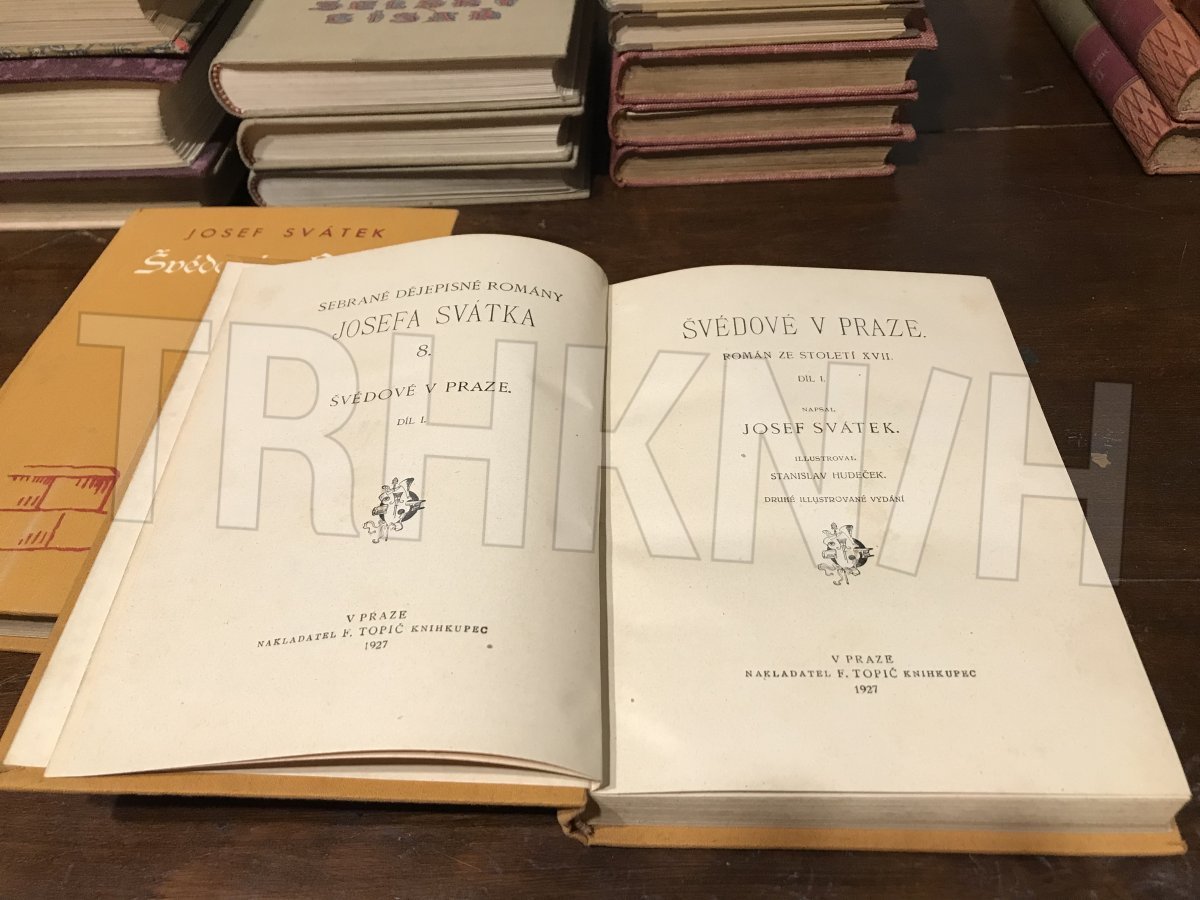 JOSEF SVÁTEK
SEBRANÉ DĚJEPISNÉ ROMÁNY
JOSEFA SVÁTKA
8.
ŠVÉDOVÉ V PRAZE.
DÍL I.
V PRAZE
NAKLADATEL F. TOPIČ KNIHKUPEC
1927
ŠVÉDOVÉ V PRAZE.
ROMÁN ZE STOLETÍ XVII.
DÍL I.
NAPSAL
JOSEF SVÁTEK.
ILLUSTROVAL
STANISLAV HUDEČEK.
DRUHÉ ILLUSTROVANÉ VYDÁNÍ
V PRAZE
NAKLADATEL F. TOPIČ KNIHKUPEC
1927
TRHKNIH